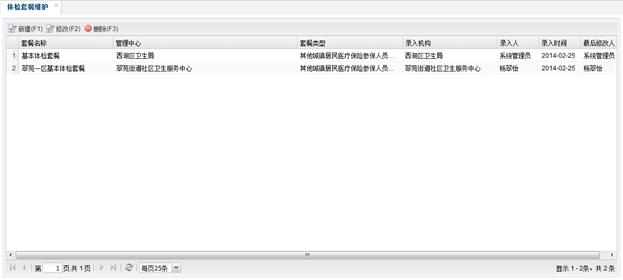 体检套餐维护
新建(F1) 修改(F2) 删除(F3)
套餐名称 管理中心 套餐类型 录入机构 录入人 录入时间 最后修改人
1 基本体检套餐 西湖区卫生局 其他城镇居民医疗保险参保人员... 西湖区卫生局 系统管理员 2014-02-25 系统管理员
2 翠苑一区基本体检套餐 翠苑街道社区卫生服务中心 其他城镇居民医疗保险参保人员... 翠苑街道社区卫生服务中心 杨翠怡 2014-02-25 杨翠怡
第 1 页,共 1 页 每页25条 显示 1 - 2条，共 2 条